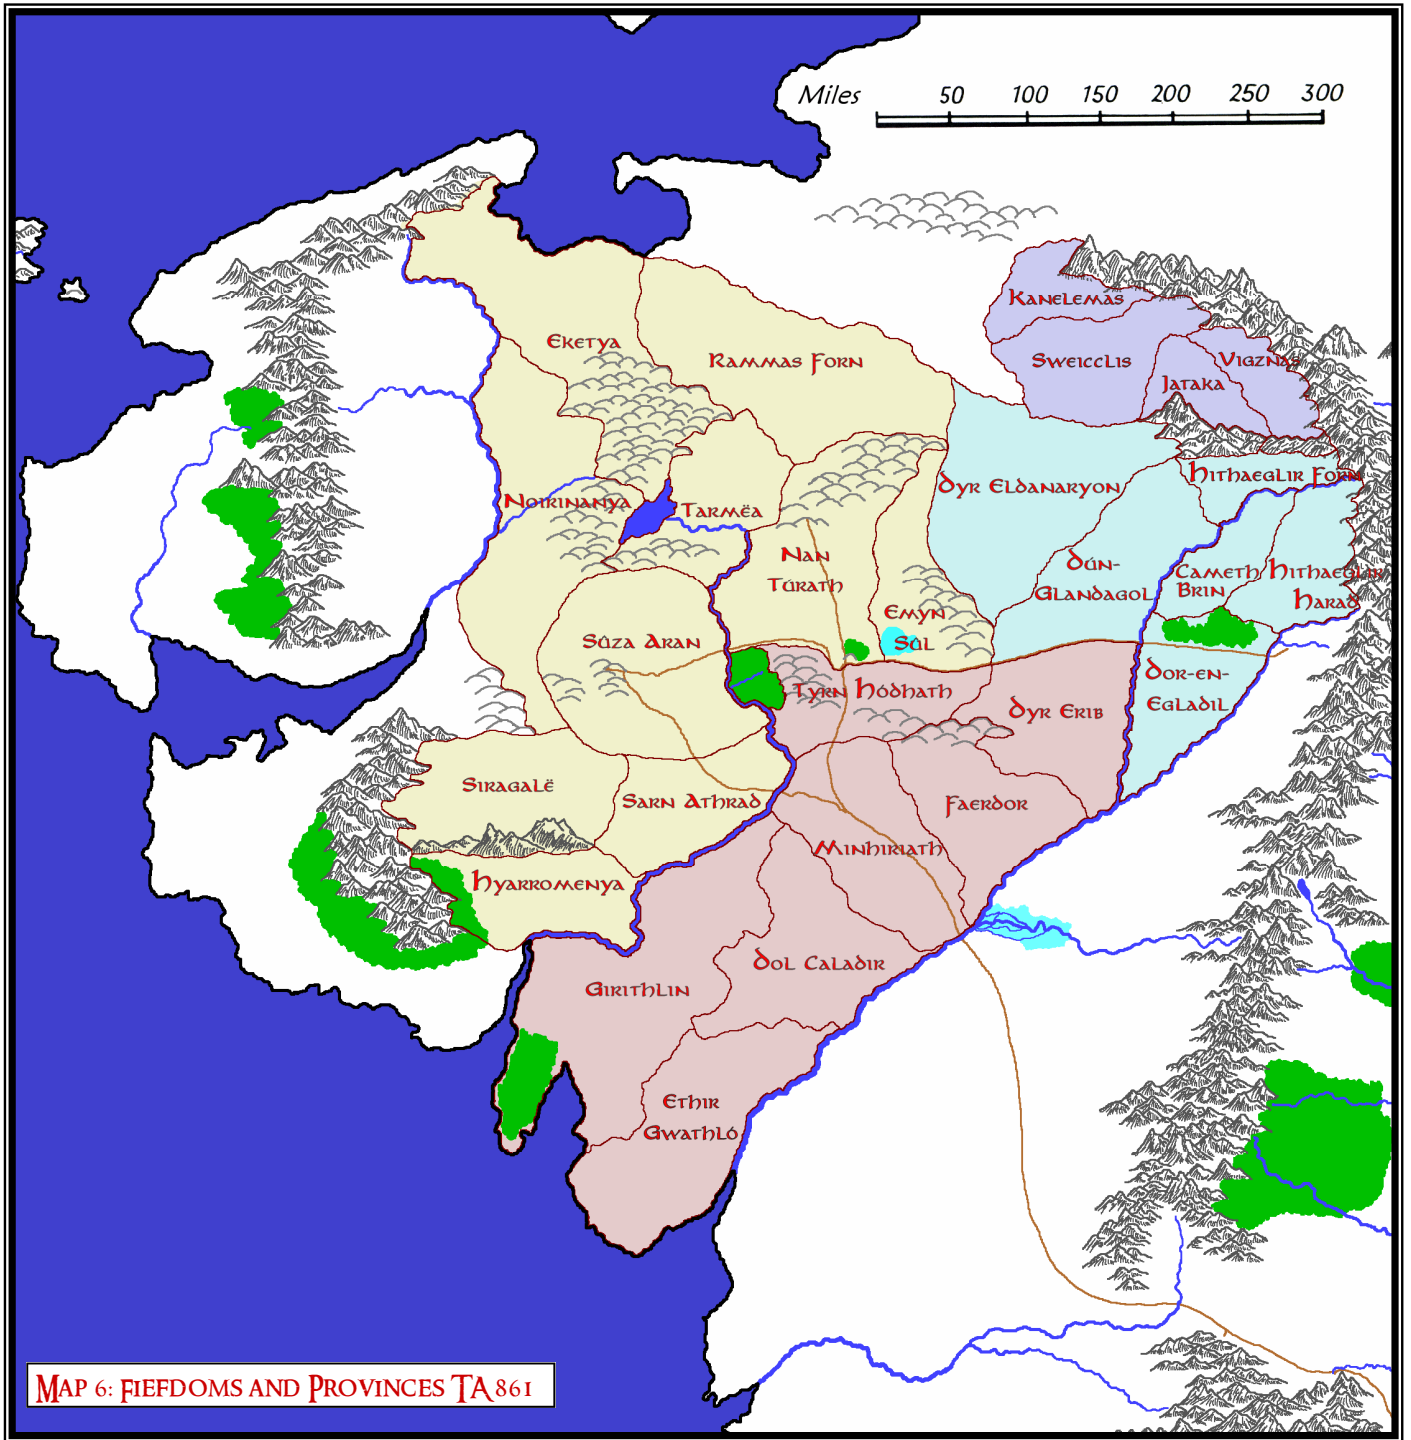 Miles 50 100 150 200 250 300
Kanelemas
Eketya
Rammas Forn
Sweicclis
Vigznas
Jataka
Hithaeglir Forn
Dyr Eldanaryon
Noirinanya
Tarmëa
Nan
Túrath
Dún-
Glandagol
Cameth
Brin
Hithaeglir
Harad
Emyn
Sûl
Sûza Aran
Tyrn Hódhath
Dyr Erib
Dor-en-
Egladil
Siragalë
Sarn Athrad
Faerdor
Minhiriath
Hyarromenya
Dol Caladir
Girithlin
Ethir
Gwathló
Map 6: Fiefdoms and Provinces TA 861